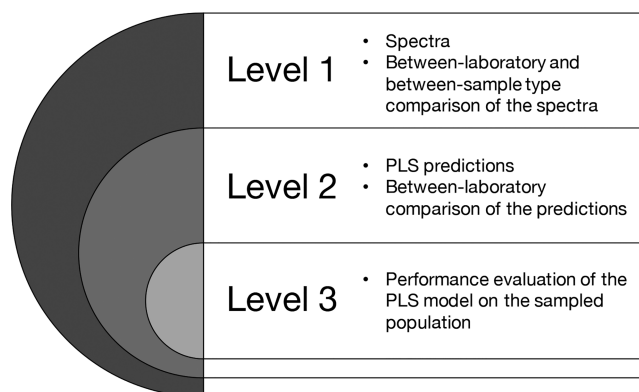 Level 1
• Spectra
• Between-laboratory and
between-sample type
comparison of the spectra
Level 2
• PLS predictions
• Between-laboratory
comparison of the predictions
Level 3
• Performance evaluation of the
PLS model on the sampled
population